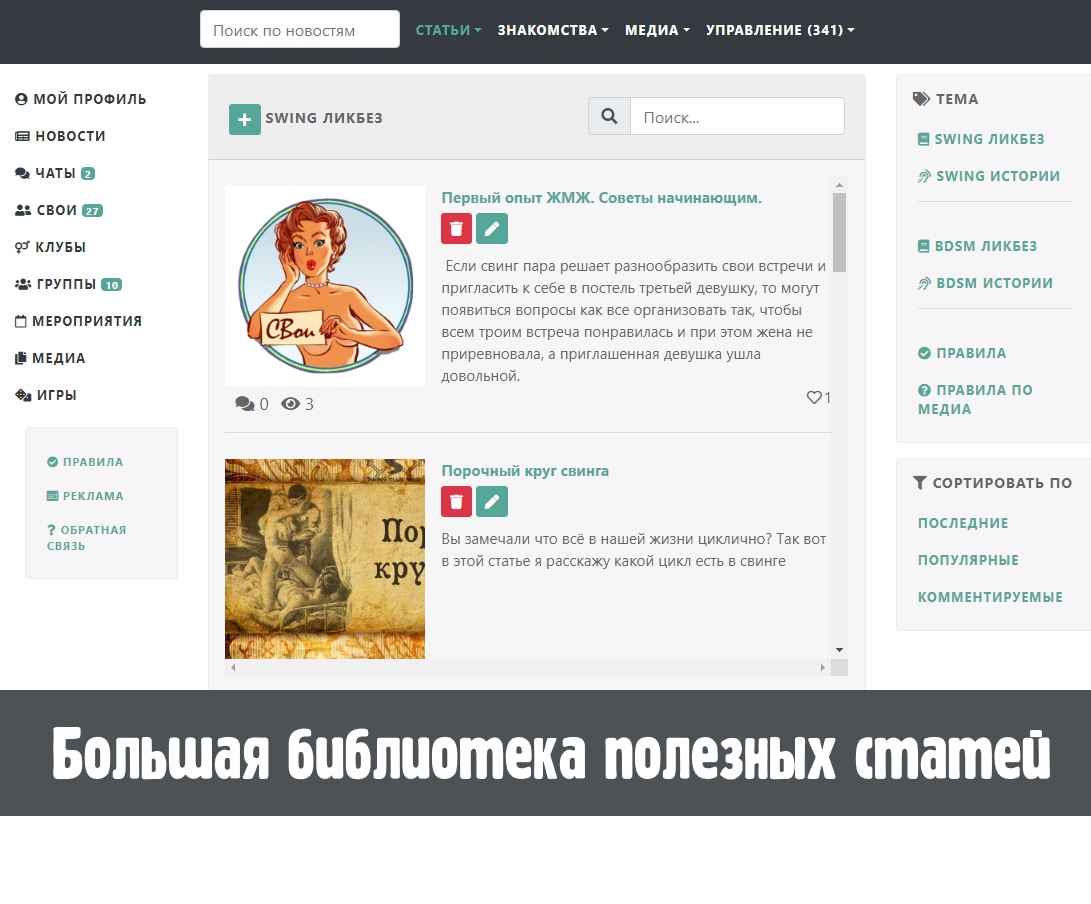 Поиск по новостям
СТАТЬИ
ЗНАКОМСТВА
МЕДИА
УПРАВЛЕНИЕ (341)
МОЙ ПРОФИЛЬ
НОВОСТИ
ЧАТЫ 2
СВОИ 27
КЛУБЫ
ГРУППЫ 10
МЕРОПРИЯТИЯ
МЕДИА
ИГРЫ
ПРАВИЛА
РЕКЛАМА
ОБРАТНАЯ
СВЯЗЬ
SWING ЛИКБЕЗ
Поиск...
СВои
Первый опыт ЖМЖ. Советы начинающим.
Если свинг пара решает разнообразить свои встречи и
пригласить к себе в постель третьей девушку, то могут
появиться вопросы как все организовать так, чтобы
всем троим встреча понравилась и при этом жена не
приревновала, а приглашенная девушка ушла
довольной.
0 3
1
Пор
кру
Порочный круг свинга
Вы замечали что всё в нашей жизни циклично? Так вот
в этой статье я расскажу какой цикл есть в свинге
ТЕМА
SWING ЛИКБЕЗ
SWING ИСТОРИИ
BDSM ЛИКБЕЗ
BDSM ИСТОРИИ
ПРАВИЛА
ПРАВИЛА ПО
МЕДИА
СОРТИРОВАТЬ ПО
ПОСЛЕДНИЕ
ПОПУЛЯРНЫЕ
КОММЕНТИРУЕМЫЕ
Большая библиотека полезных статей